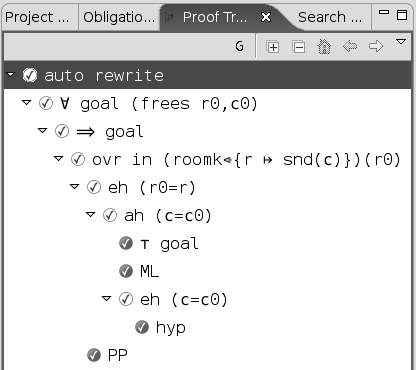 Project ... Obligatio... Proof Tr... Search ...
G
auto rewrite
∀ goal (frees r0,c0)
⇒ goal
ovr in (roomk<+{r ↦ snd(c)})(r0)
eh (r0=r)
ah (c=c0)
⊤ goal
ML
eh (c=c0)
hyp
PP